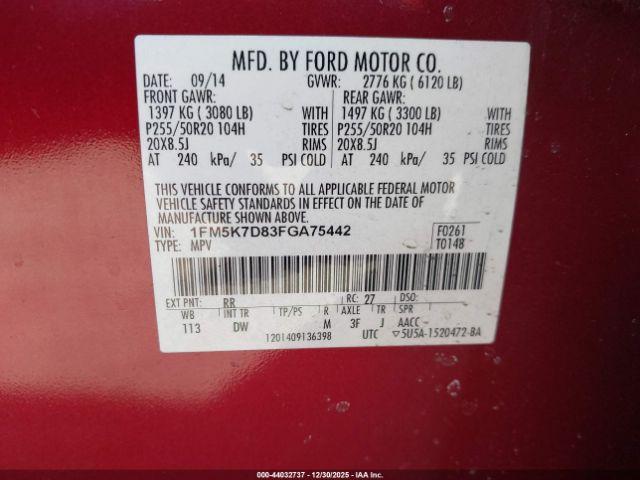 MFD. BY FORD MOTOR CO.
DATE: 09/14 GVWR: 2776 KG ( 6120 LB)
FRONT GAWR: REAR GAWR:
1397 KG ( 3080 LB) WITH 1497 KG ( 3300 LB) WITH
P255/50R20 104H TIRES P255/50R20 104H TIRES
20X8.5J RIMS 20X8.5J RIMS
AT 240 kPa/ 35 PSI COLD AT 240 kPa/ 35 PSI COLD
THIS VEHICLE CONFORMS TO ALL APPLICABLE FEDERAL MOTOR
VEHICLE SAFETY STANDARDS IN EFFECT ON THE DATE OF
MANUFACTURE SHOWN ABOVE.
VIN: 1FM5K7D83FGA75442 F0261
TYPE: MPV T0148
EXT PNT: RR RC: 27 DSO:
WB INT TR TP/PS R AXLE TR SPR
113 DW M 3F J AACC
1201409136398 UTC ▽5U5A-1520472-BA
000-44032737 - 12/30/2025 - IAA Inc.